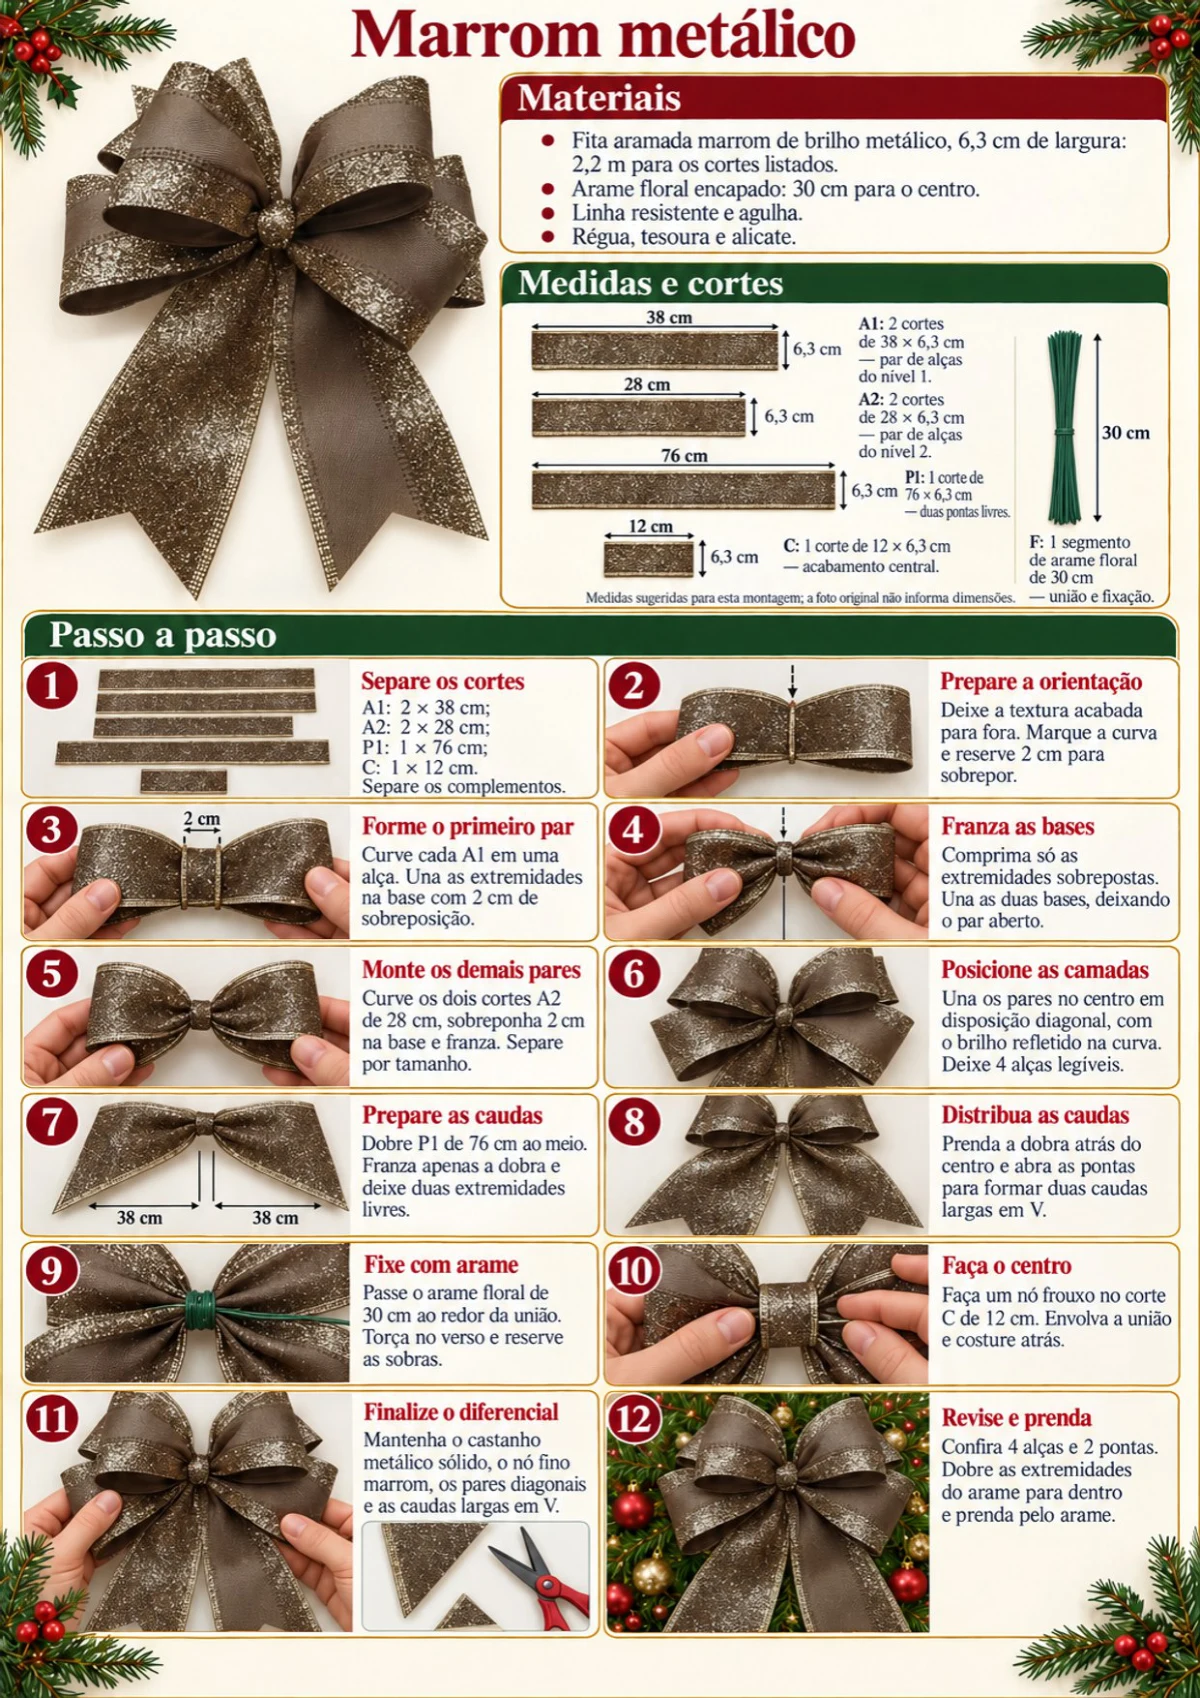 Marrom metálico
Materiais
Fita aramada marrom de brilho metálico, 6,3 cm de largura:
2,2 m para os cortes listados.
Arame floral encapado: 30 cm para o centro.
Linha resistente e agulha.
Régua, tesoura e alicate.
Medidas e cortes
38 cm
6,3 cm
A1: 2 cortes
de 38 × 6,3 cm
— par de alças
do nível 1.
28 cm
6,3 cm
A2: 2 cortes
de 28 × 6,3 cm
— par de alças
do nível 2.
76 cm
6,3 cm
P1: 1 corte de
76 × 6,3 cm
— duas pontas livres.
12 cm
6,3 cm
C: 1 corte de 12 × 6,3 cm
— acabamento central.
30 cm
F: 1 segmento
de arame floral
de 30 cm
— união e fixação.
Medidas sugeridas para esta montagem; a foto original não informa dimensões.
Passo a passo
1
Separe os cortes
A1: 2 × 38 cm;
A2: 2 × 28 cm;
P1: 1 × 76 cm;
C: 1 × 12 cm.
Separe os complementos.
2
Prepare a orientação
Deixe a textura acabada
para fora. Marque a curva
e reserve 2 cm para
sobrepor.
3
2 cm
Forme o primeiro par
Curve cada A1 em uma
alça. Una as extremidades
na base com 2 cm de
sobreposição.
4
Franza as bases
Comprima só as
extremidades sobrepostas.
Una as duas bases, deixando
o par aberto.
5
Monte os demais pares
Curve os dois cortes A2
de 28 cm, sobreponha 2 cm
na base e franza. Separe
por tamanho.
6
Posicione as camadas
Una os pares no centro em
disposição diagonal, com
o brilho refletido na curva.
Deixe 4 alças legíveis.
7
38 cm
38 cm
Prepare as caudas
Dobre P1 de 76 cm ao meio.
Franza apenas a dobra e
deixe duas extremidades
livres.
8
Distribua as caudas
Prenda a dobra atrás do
centro e abra as pontas
para formar duas caudas
largas em V.
9
Fixe com arame
Passe o arame floral de
30 cm ao redor da união.
Torça no verso e reserve
as sobras.
10
Faça o centro
Faça um nó frouxo no corte
C de 12 cm. Envolva a união
e costure atrás.
11
Finalize o diferencial
Mantenha o castanho
metálico sólido, o nó fino
marrom, os pares diagonais
e as caudas largas em V.
12
Revise e prenda
Confira 4 alças e 2 pontas.
Dobre as extremidades
do arame para dentro
e prenda pelo arame.